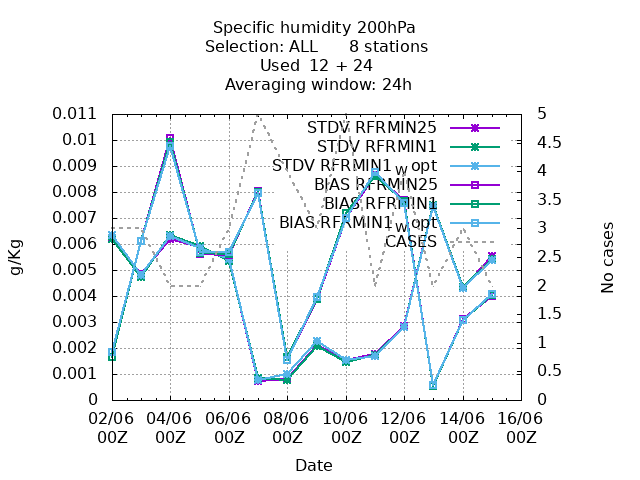 Specific humidity 200hPa
Selection: ALL 8 stations
Used 12 + 24
Averaging window: 24h
0.011
0.01
0.009
0.008
0.007
0.006
0.005
0.004
0.003
0.002
0.001
0
g/Kg
STDV RFRMIN25
STDV RFRMIN1
STDV RFRMIN1wopt
BIAS RFRMIN25
BIAS RFRMIN1
BIAS RFRMIN1wopt
CASES
5
4.5
4
3.5
3
2.5
2
1.5
1
0.5
0
No cases
02/06 04/06 06/06 08/06 10/06 12/06 14/06 16/06
00Z 00Z 00Z 00Z 00Z 00Z 00Z 00Z
Date